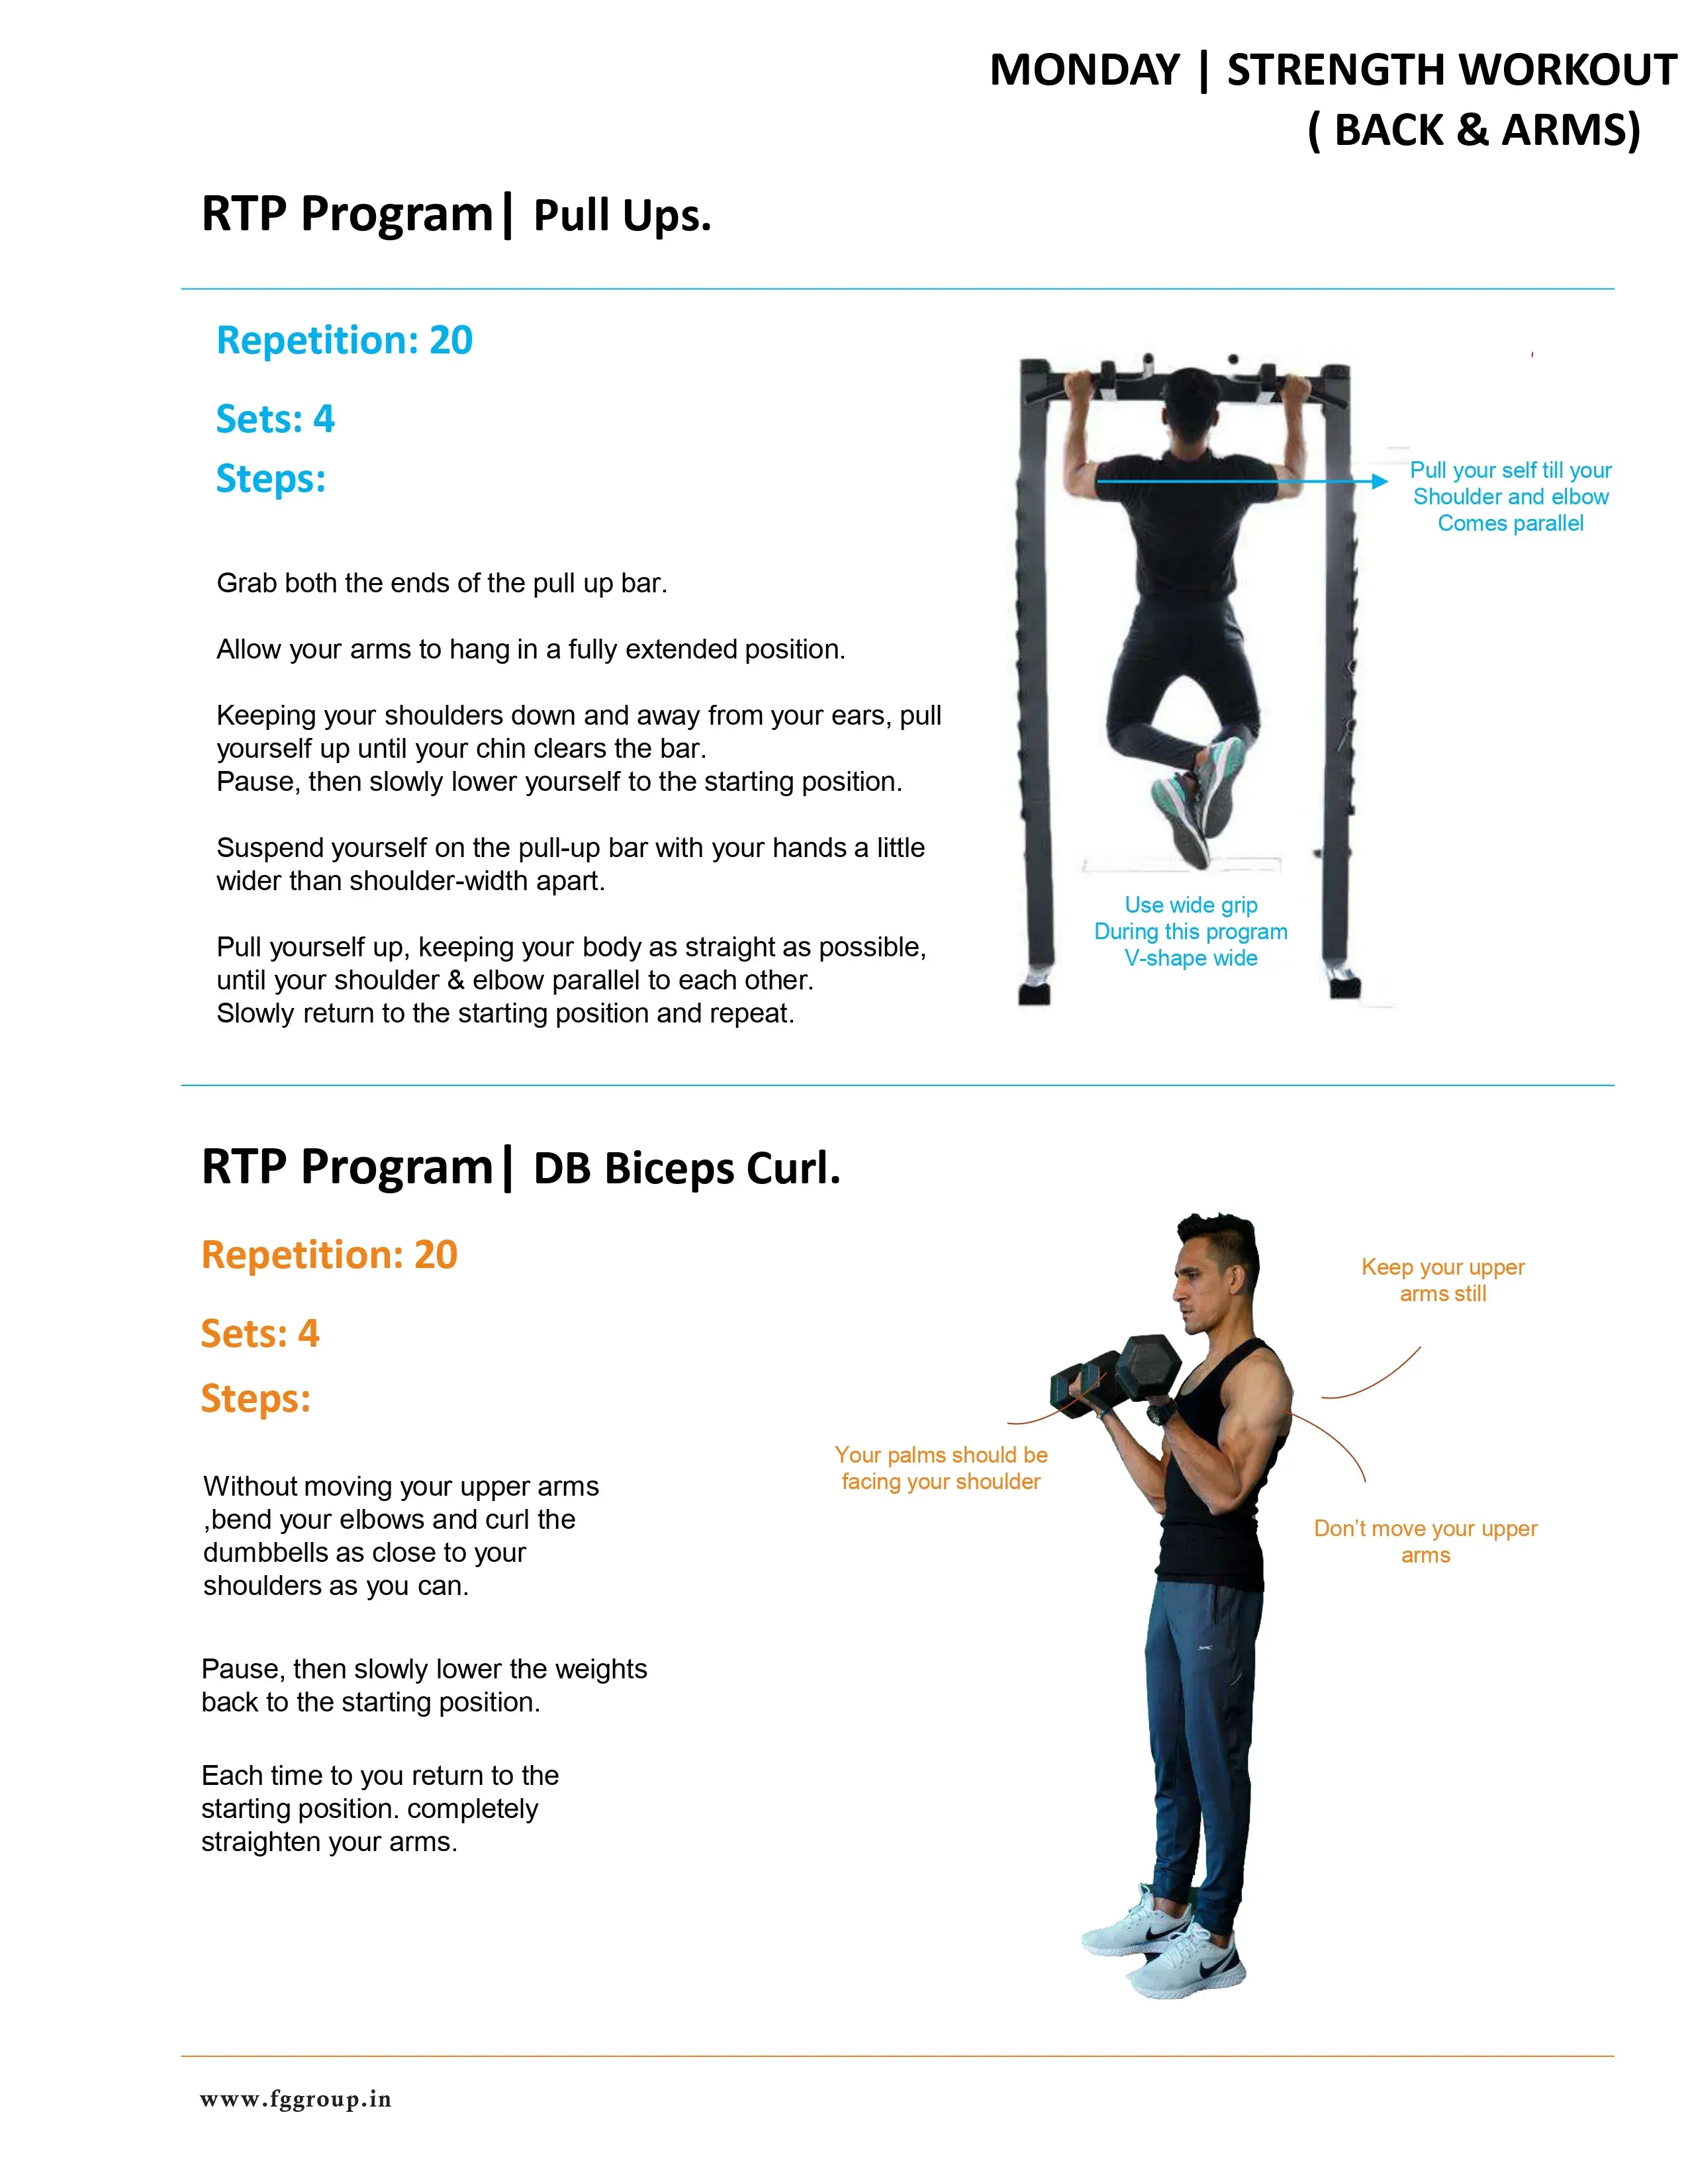 MONDAY | STRENGTH WORKOUT
( BACK & ARMS)
RTP Program| Pull Ups.
Repetition: 20
Sets: 4
Steps:
Pull your self till your
Shoulder and elbow
Comes parallel
Grab both the ends of the pull up bar.
Allow your arms to hang in a fully extended position.
Keeping your shoulders down and away from your ears, pull
yourself up until your chin clears the bar.
Pause, then slowly lower yourself to the starting position.
Suspend yourself on the pull-up bar with your hands a little
wider than shoulder-width apart.
Pull yourself up, keeping your body as straight as possible,
until your shoulder & elbow parallel to each other.
Slowly return to the starting position and repeat.
Use wide grip
During this program
V-shape wide
RTP Program| DB Biceps Curl.
Repetition: 20
Sets: 4
Steps:
Keep your upper
arms still
Your palms should be
facing your shoulder
Don’t move your upper
arms
Without moving your upper arms
,bend your elbows and curl the
dumbbells as close to your
shoulders as you can.
Pause, then slowly lower the weights
back to the starting position.
Each time to you return to the
starting position. completely
straighten your arms.
www.fggroup.in